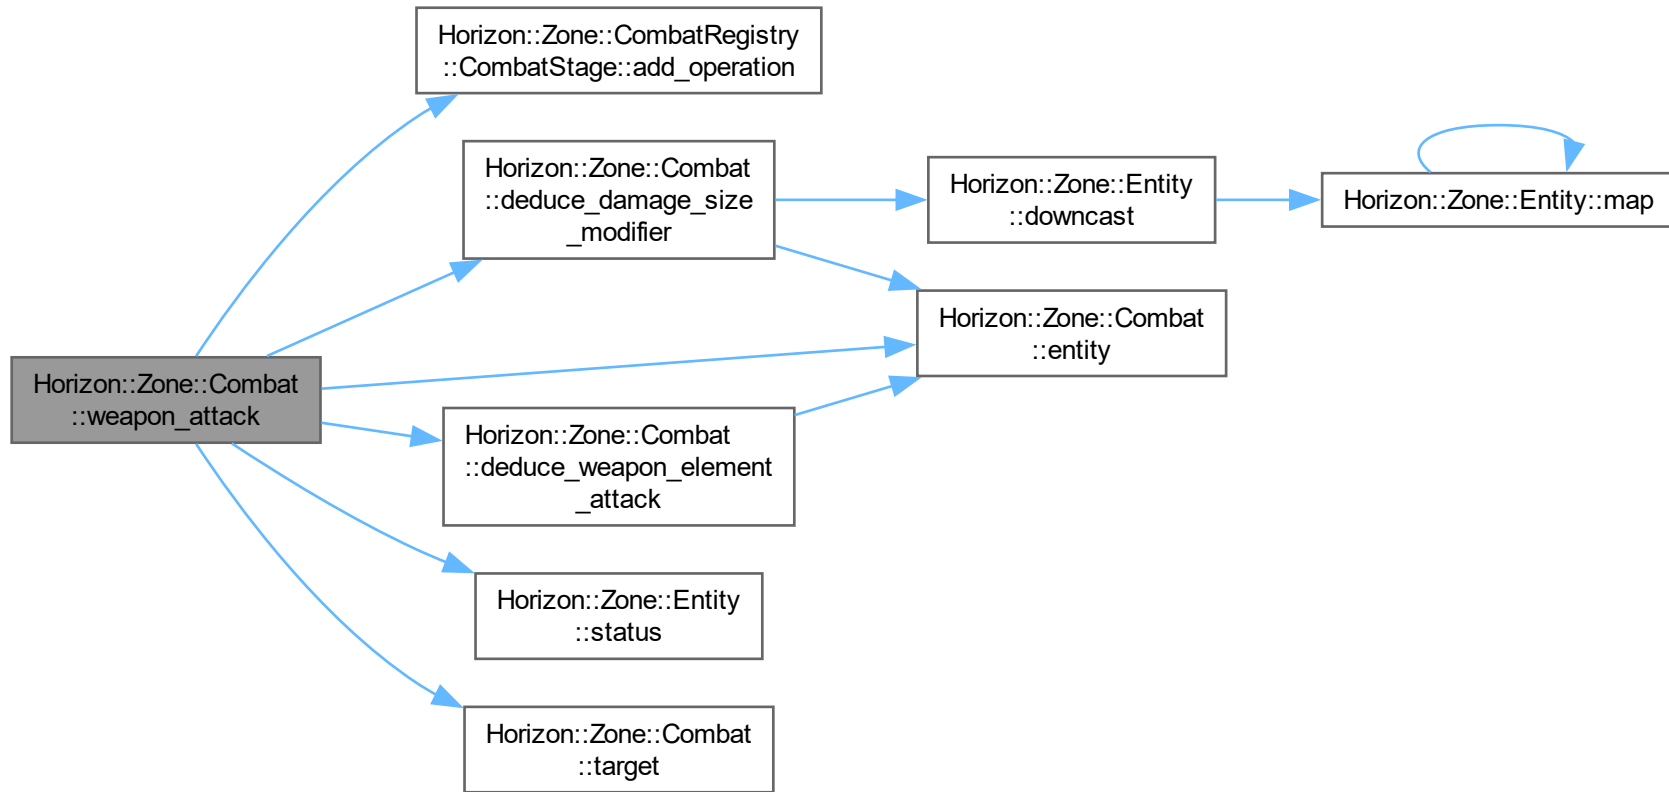 Horizon::Zone::CombatRegistry
::CombatStage::add_operation
Horizon::Zone::Combat
::deduce_damage_size
_modifier
Horizon::Zone::Entity
::downcast
Horizon::Zone::Entity::map
Horizon::Zone::Combat
::entity
Horizon::Zone::Combat
::weapon_attack
Horizon::Zone::Combat
::deduce_weapon_element
_attack
Horizon::Zone::Entity
::status
Horizon::Zone::Combat
::target